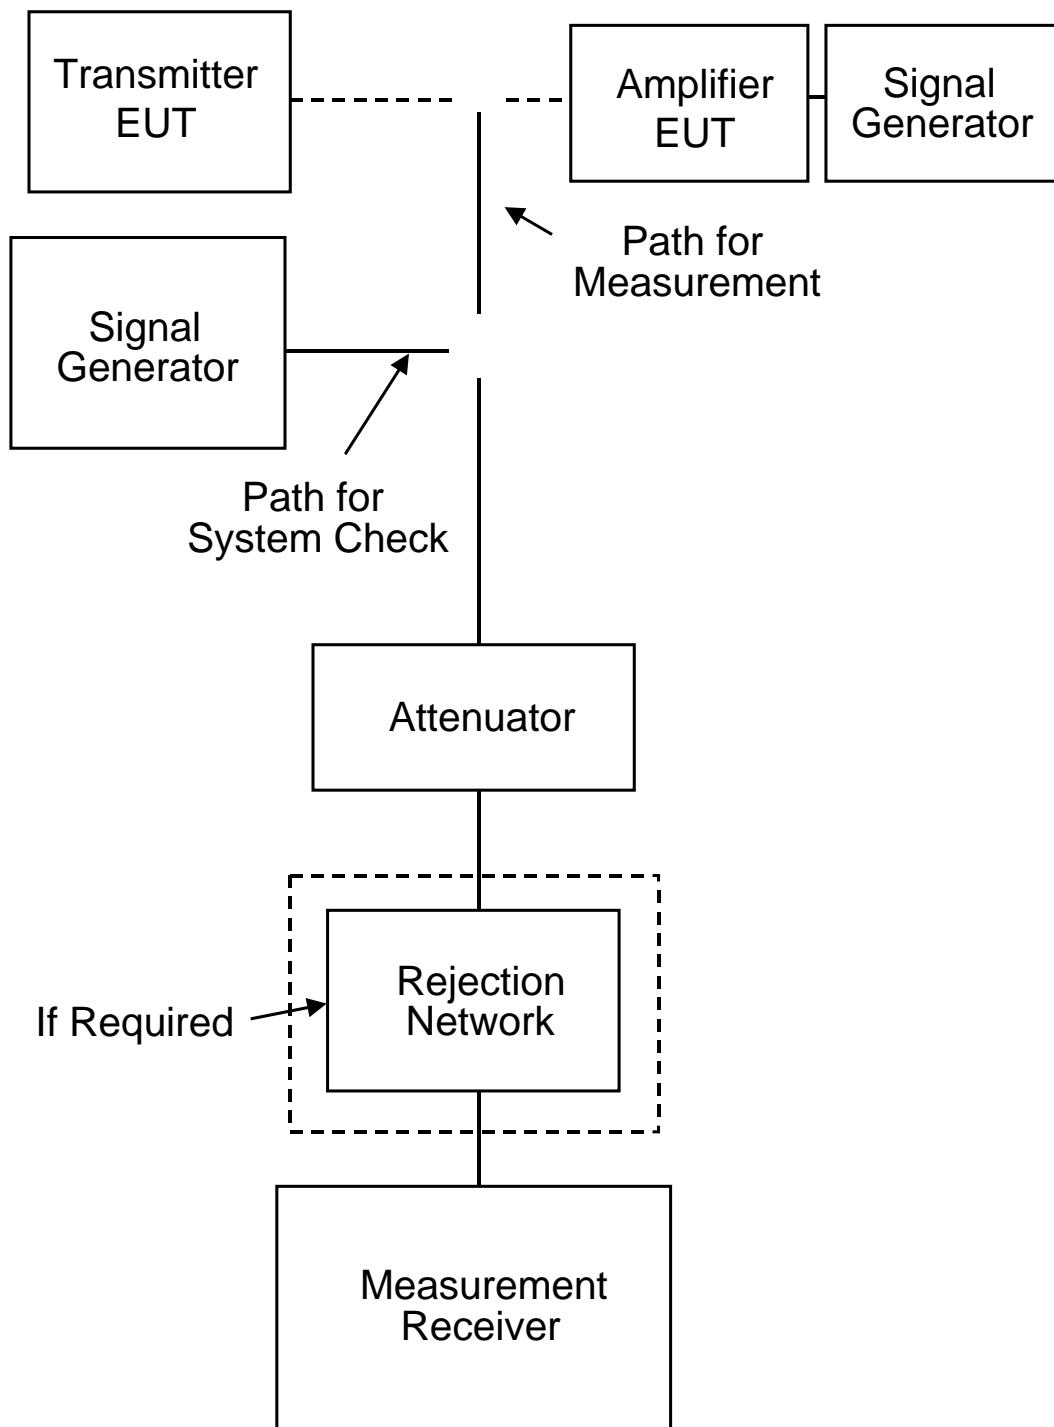 Transmitter
EUT
Amplifier
EUT
Signal
Generator
Path for
Measurement
Signal
Generator
Path for
System Check
Attenuator
Rejection
Network
If Required
Measurement
Receiver